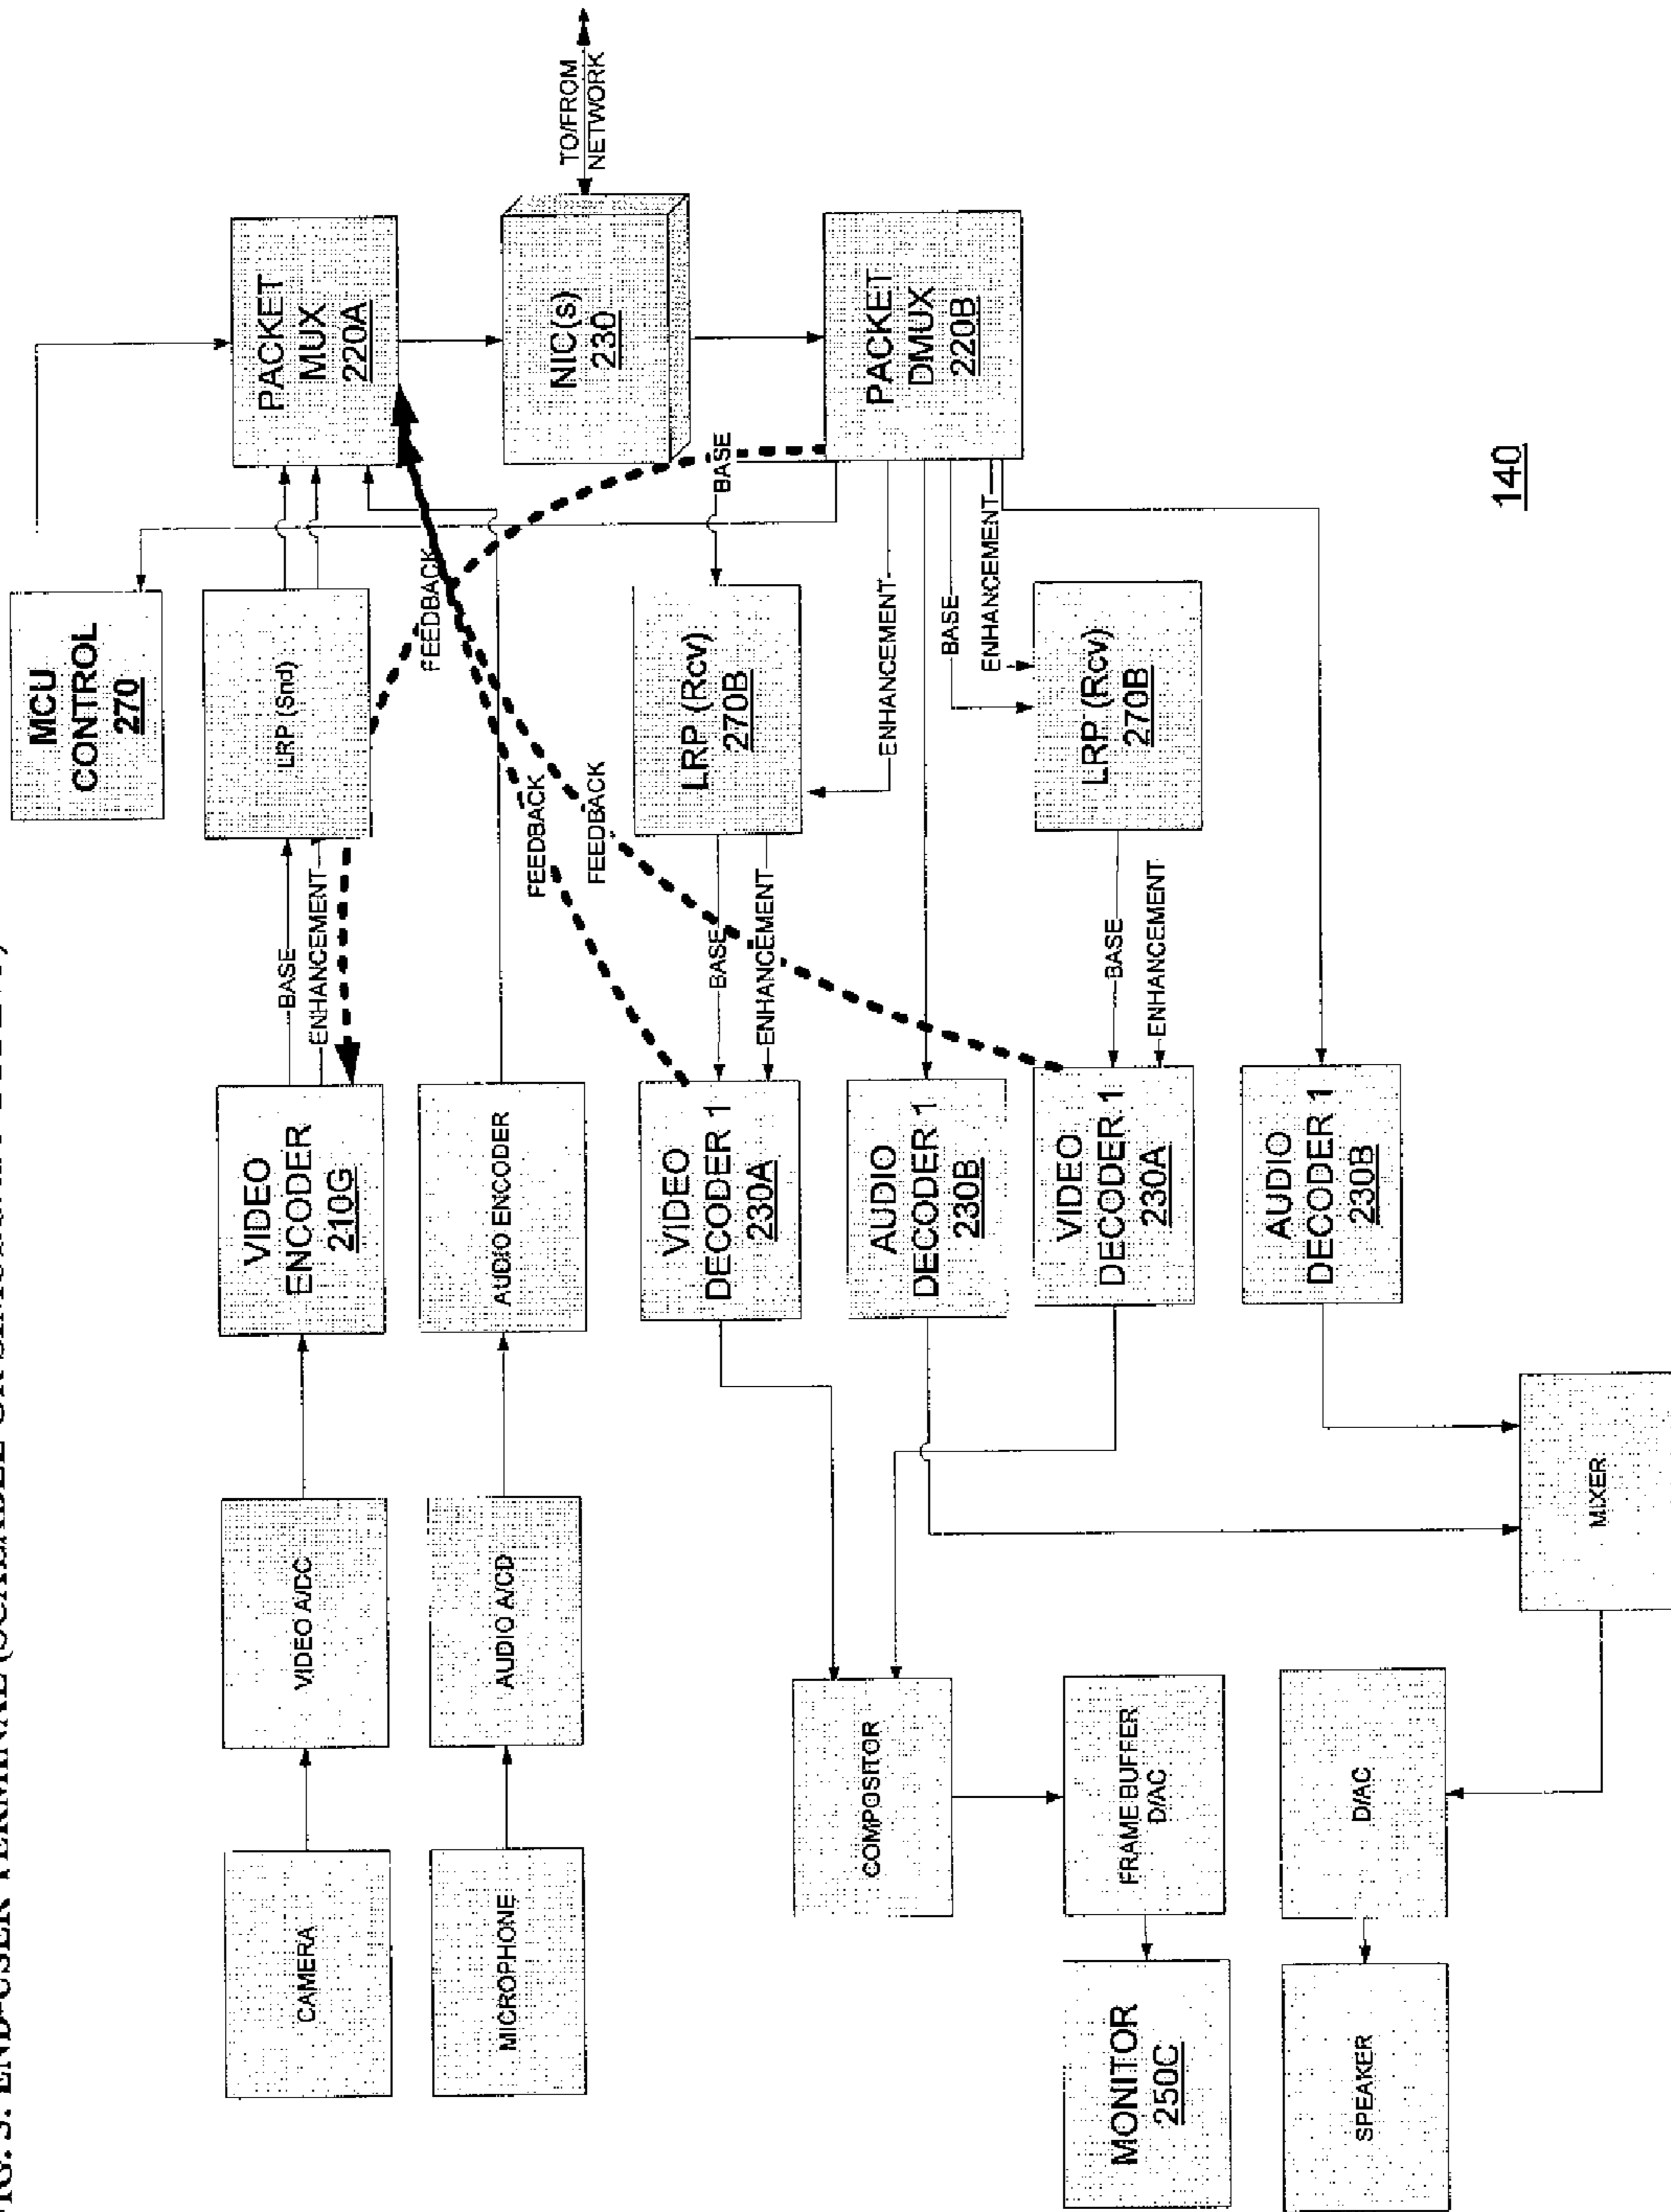 FIG. 3: END-USER TERMINAL (SCALEABLE OR
MCU
CONTROL
270
PACKET
MUX
220A
TO/FROM
NETWORK
NIC(s)
230
PACKET
DMUX
220B
LRP (Snd)
BASE
ENHANCEMENT
FEEDBACK
VIDEO
ENCODER
210G
VIDEO A/DC
CAMERA
AUDIO ENCODER
AUDIO A/CD
MICROPHONE
BASE
ENHANCEMENT
LRP (Rcv)
270B
FEEDBACK
FEEDBACK
BASE
ENHANCEMENT
BASE
ENHANCEMENT
LRP (Rcv)
270B
BASE
ENHANCEMENT
VIDEO
DECODER 1
230A
AUDIO
DECODER 1
230B
VIDEO
DECODER 1
230A
AUDIO
DECODER 1
230B
COMPOSITOR
FRAME BUFFER
D/AC
MONITOR
250C
MIXER
D/AC
SPEAKER
140